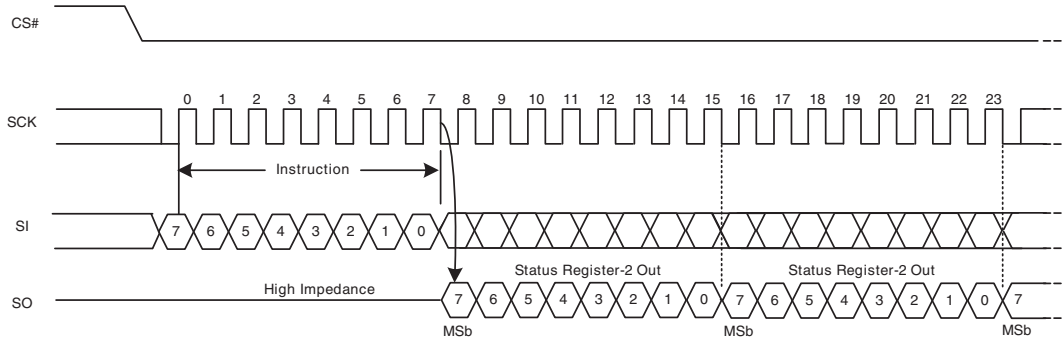 CS#
0 1 2 3 4 5 6 7 8 9 10 11 12 13 14 15 16 17 18 19 20 21 22 23
SCK
Instruction
SI 7 6 5 4 3 2 1 0
Status Register-2 Out Status Register-2 Out
High Impedance
SO 7 6 5 4 3 2 1 0 7 6 5 4 3 2 1 0 7
MSb MSb MSb